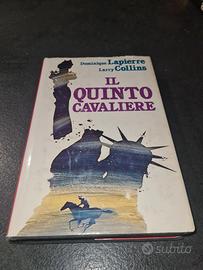 Dominique Lapierre
Larry Collins
IL
QUINTO
CAVALIERE
subito